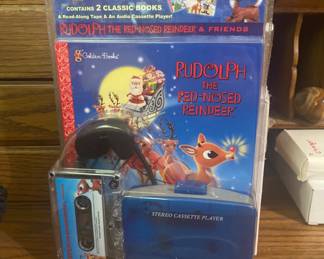 CONTAINS 2 CLASSIC BOOKS
A Read-Along Tape & An Audio Cassette Player!
RUDOLPH THE RED-NOSED REINDEER & FRIENDS
Golden Books
RUDOLPH
THE
RED-NOSED
REINDEER
STEREO CASSETTE PLAYER